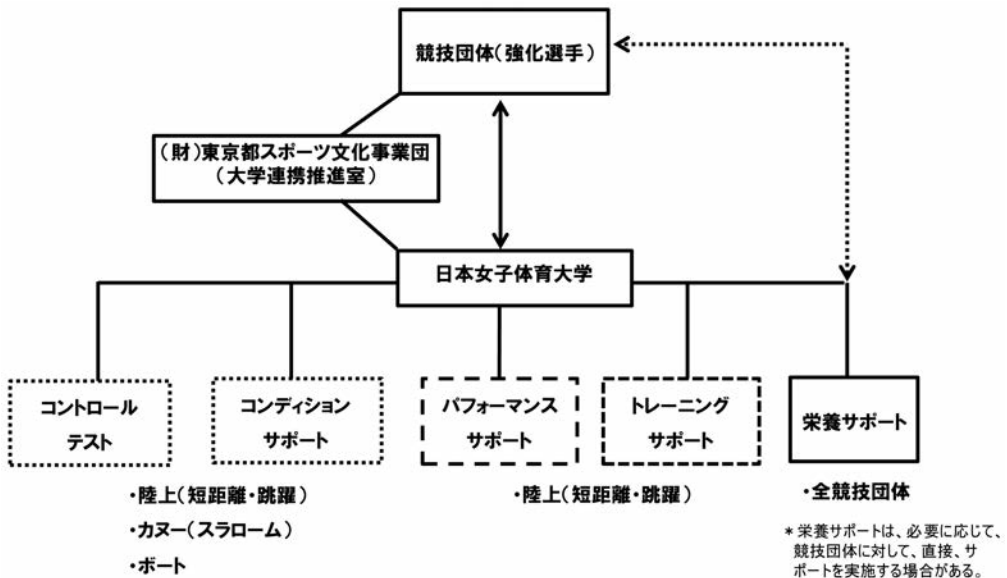 競技団体(強化選手)
(財)東京都スポーツ文化事業団
(大学連携推進室)
日本女子体育大学
コントロール
テスト
コンディション
サポート
パフォーマンス
サポート
トレーニング
サポート
栄養サポート
・陸上(短距離・跳躍)
・カヌー(スラローム)
・ボート
・陸上(短距離・跳躍)
・全競技団体
*栄養サポートは、必要に応じて、
競技団体に対して、直接、サ
ポートを実施する場合がある。